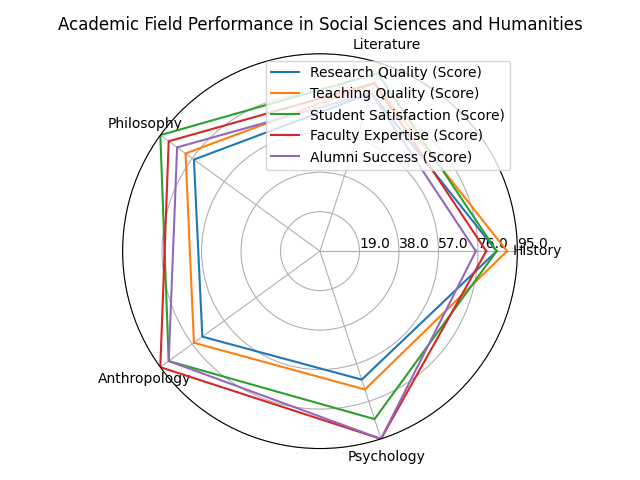 Academic Field Performance in Social Sciences and Humanities
Literature
Research Quality (Score)
Teaching Quality (Score)
Student Satisfaction (Score)
Faculty Expertise (Score)
Alumni Success (Score)
Philosophy
19.0 38.0 57.0 76.0 95.0
History
Anthropology
Psychology